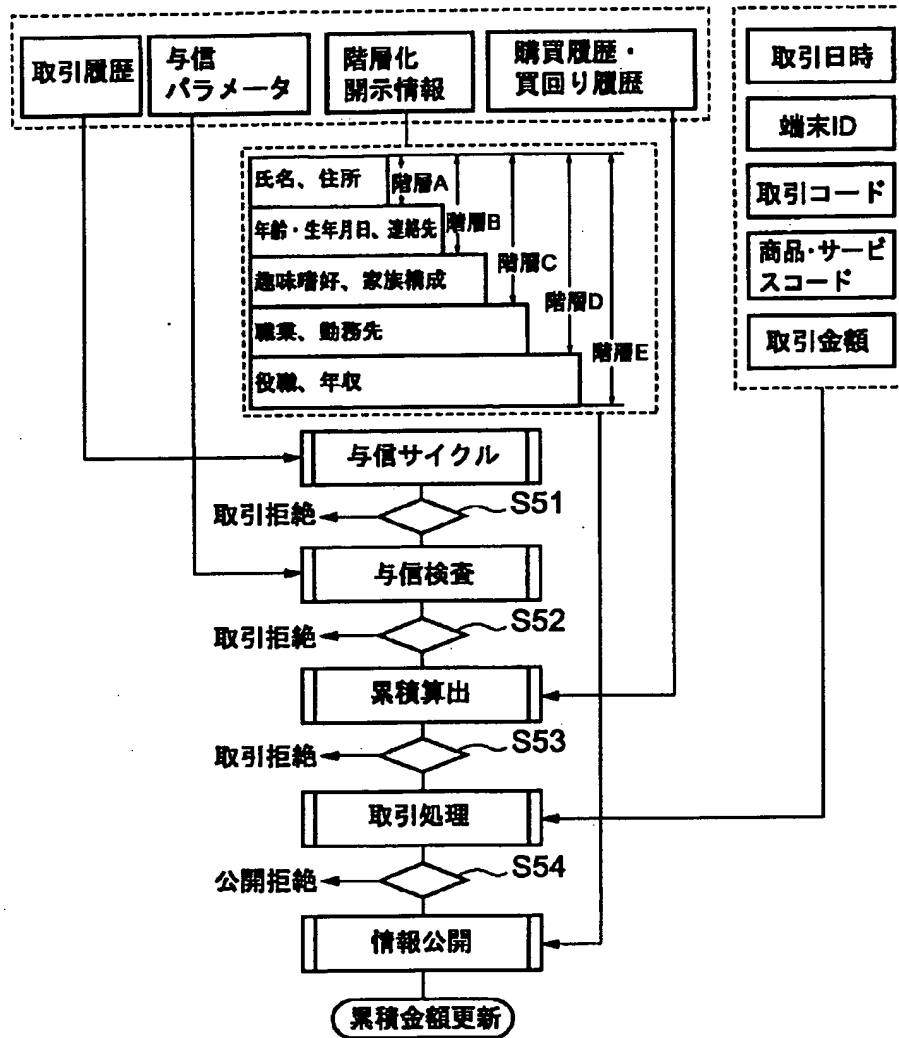 取引履歴
与信
パラメータ
階層化
開示情報
購買履歴・
買回り履歴
取引日時
端末ID
取引コード
商品・サービ
スコード
取引金額
氏名、住所
階層A
年齢・生年月日、連絡先
階層B
趣味嗜好、家族構成
階層C
職業、勤務先
階層D
役職、年収
階層E
与信サイクル
取引拒絶
S51
与信検査
取引拒絶
S52
累積算出
取引拒絶
S53
取引処理
公開拒絶
S54
情報公開
累積金額更新